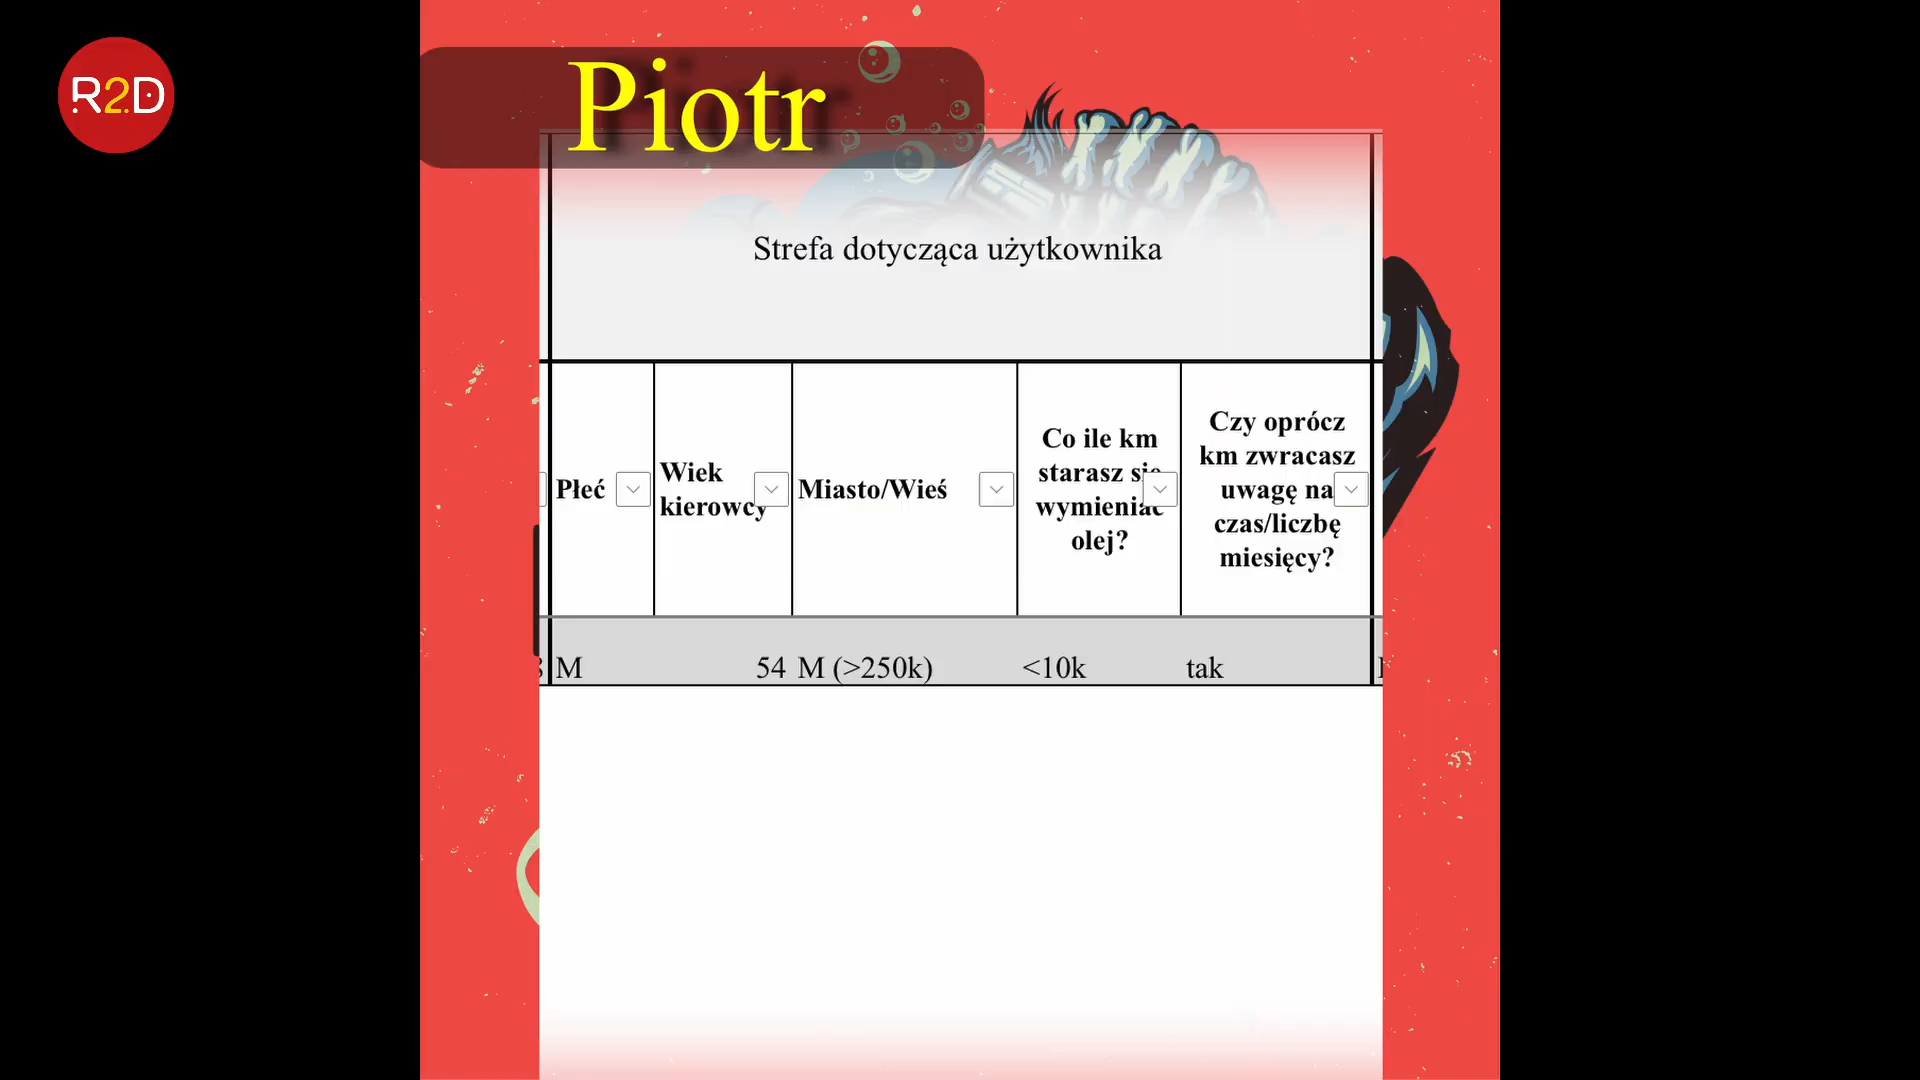 R2D
Piotr
Strefa dotycząca użytkownika
Płeć
Wiek
kierowcy
Miasto/Wieś
Co ile km
starasz się
wymieniać
olej?
Czy oprócz
km zwracasz
uwagę na
czas/liczbę
miesięcy?
M 54 M (>250k) <10k tak